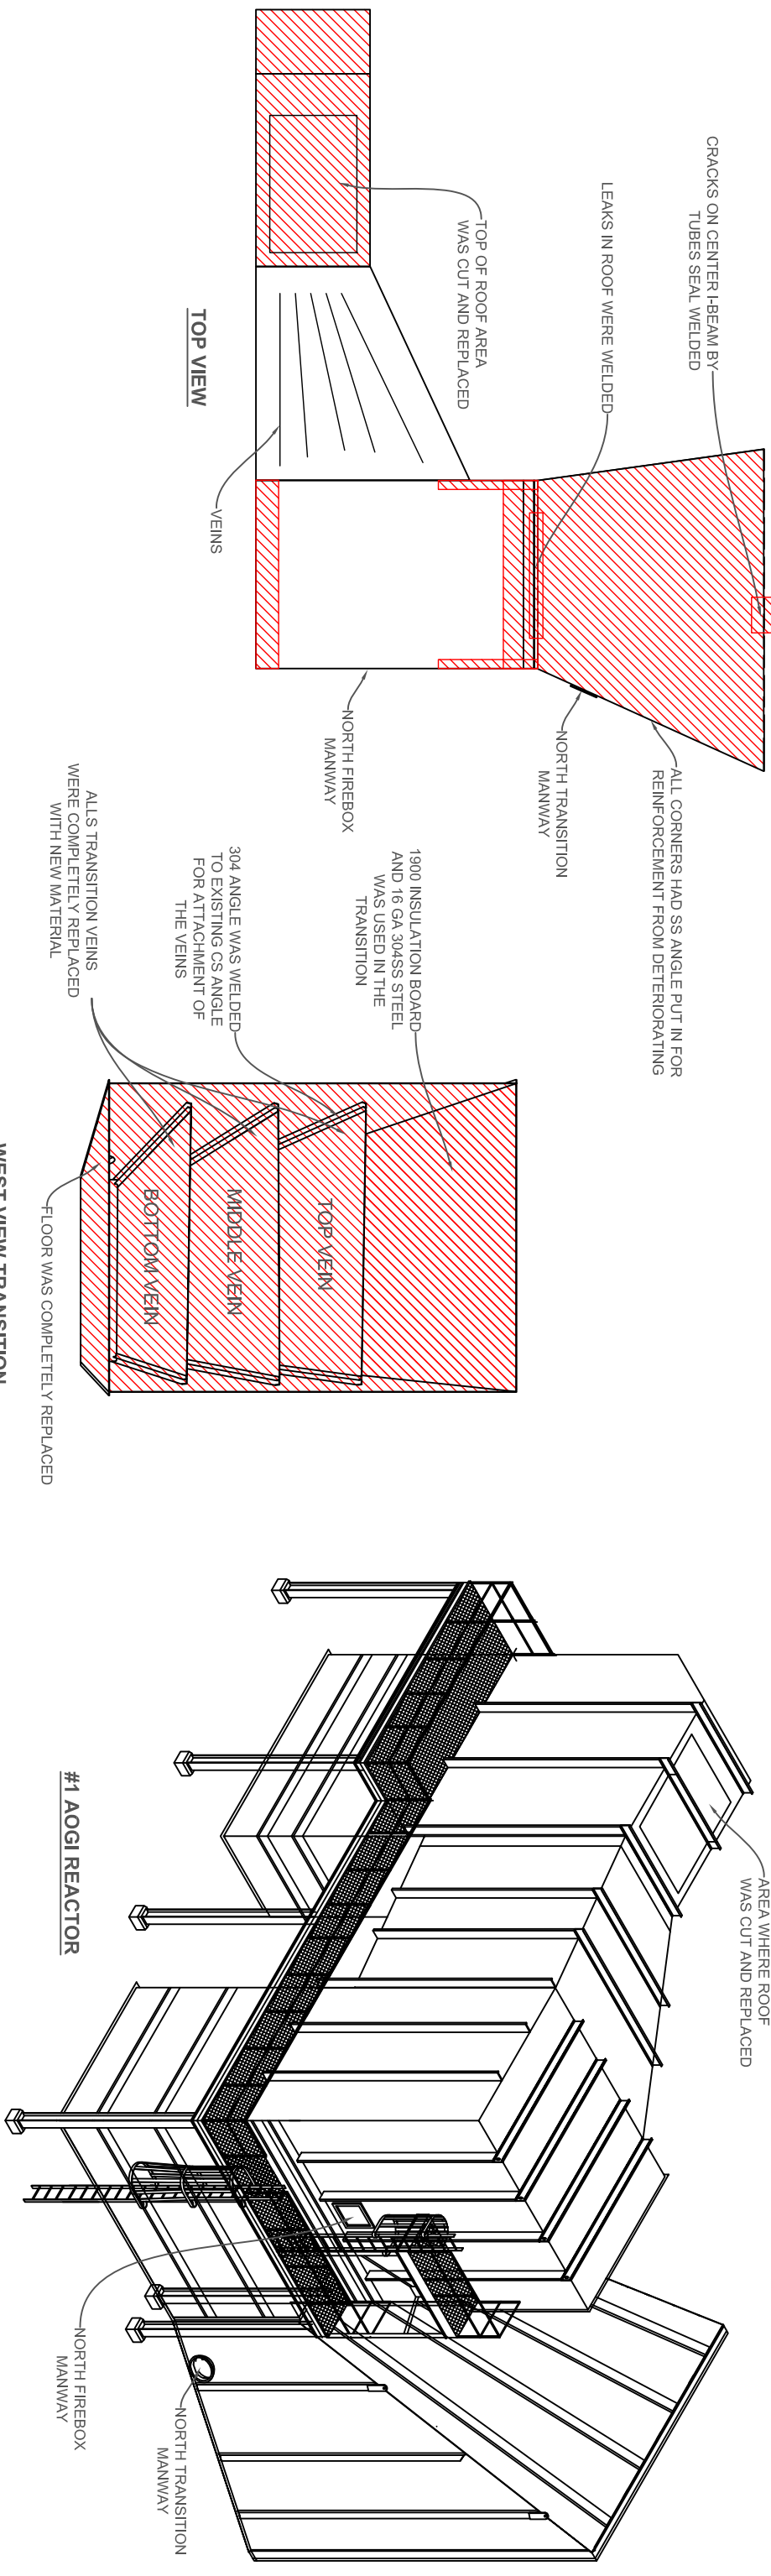 CRACKS ON CENTER I-BEAM BY
TUBES SEAL WELDED
LEAKS IN ROOF WERE WELDED
TOP OF ROOF AREA
WAS CUT AND REPLACED
TOP VIEW
VEINS
ALL CORNERS HAD SS ANGLE PUT IN FOR
REINFORCEMENT FROM DETERIORATING
NORTH TRANSITION
MANWAY
NORTH FIREBOX
MANWAY
1900 INSULATION BOARD
AND 16 GA 304SS STEEL
WAS USED IN THE
TRANSITION
304 ANGLE WAS WELDED
TO EXISTING CS ANGLE
FOR ATTACHMENT OF
THE VEINS
ALLS TRANSITION VEINS
WERE COMPLETELY REPLACED
WITH NEW MATERIAL
TOP VEIN
MIDDLE VEIN
BOTTOM VEIN
FLOOR WAS COMPLETELY REPLACED
WEST VIEW TRANSITION
AREA WHERE ROOF
WAS CUT AND REPLACED
#1 AOGI REACTOR
NORTH FIREBOX
MANWAY
NORTH TRANSITION
MANWAY